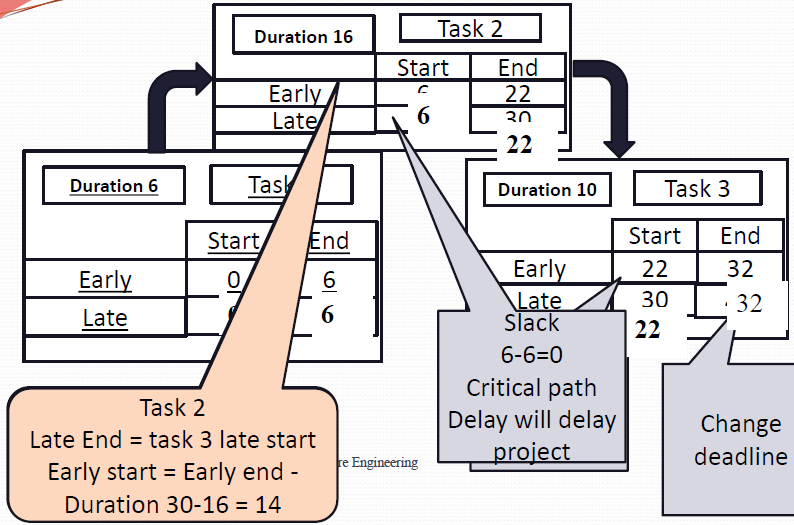 Duration 16
Task 2
Start
End
Early
22
Late
6
30
22
Duration 6
Task
Start
End
Early
0
6
Late
6
Duration 10
Task 3
Start
End
Early
22
32
Late
30
32
22
Slack
6-6=0
Critical path
Delay will delay
project
Task 2
Late End = task 3 late start
Early start = Early end -
Duration 30-16 = 14
re Engineering
Change
deadline